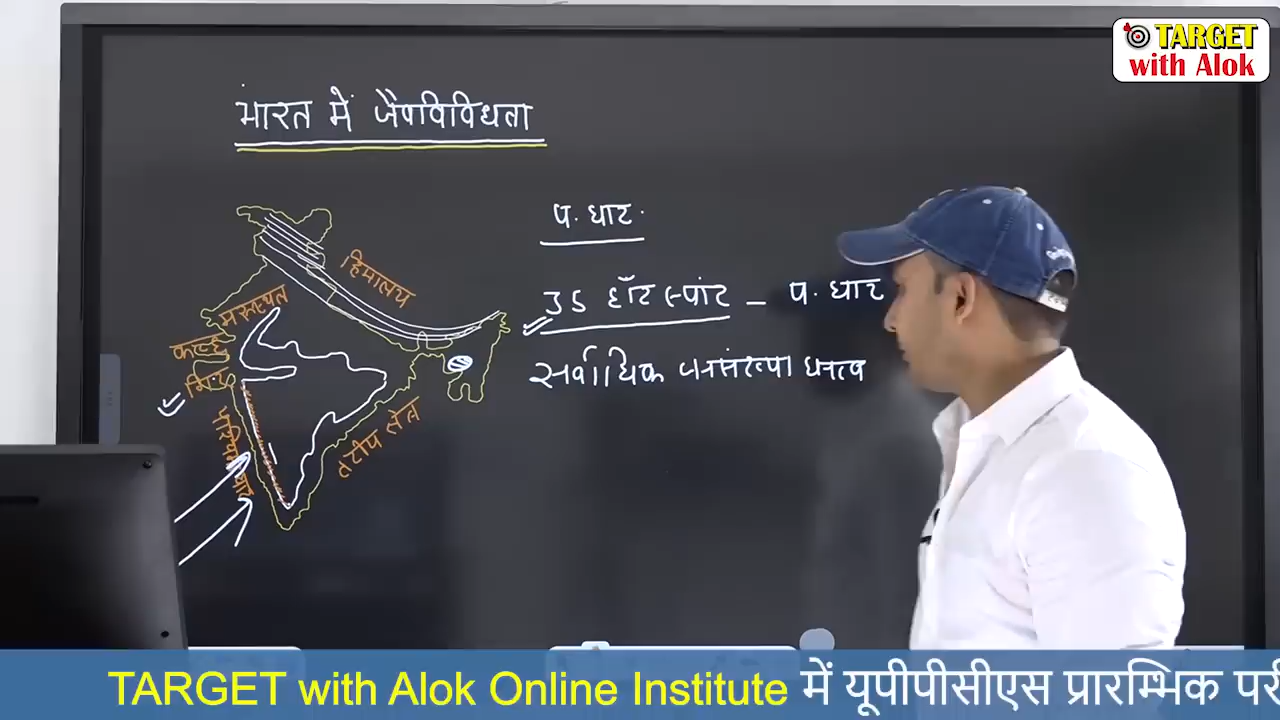 TARGET
with Alok
भारत में जैवविविधता
प. घाट
35 हॉट स्पॉट – प. घाट
सर्वाधिक जनसंख्या घनत्व
हिमालय
मरुस्थल
कच्छ
गिर
पश्चिमी घाट
तटीय क्षेत्र
TARGET with Alok Online Institute में यूपीपीसीएस प्रारम्भिक परी